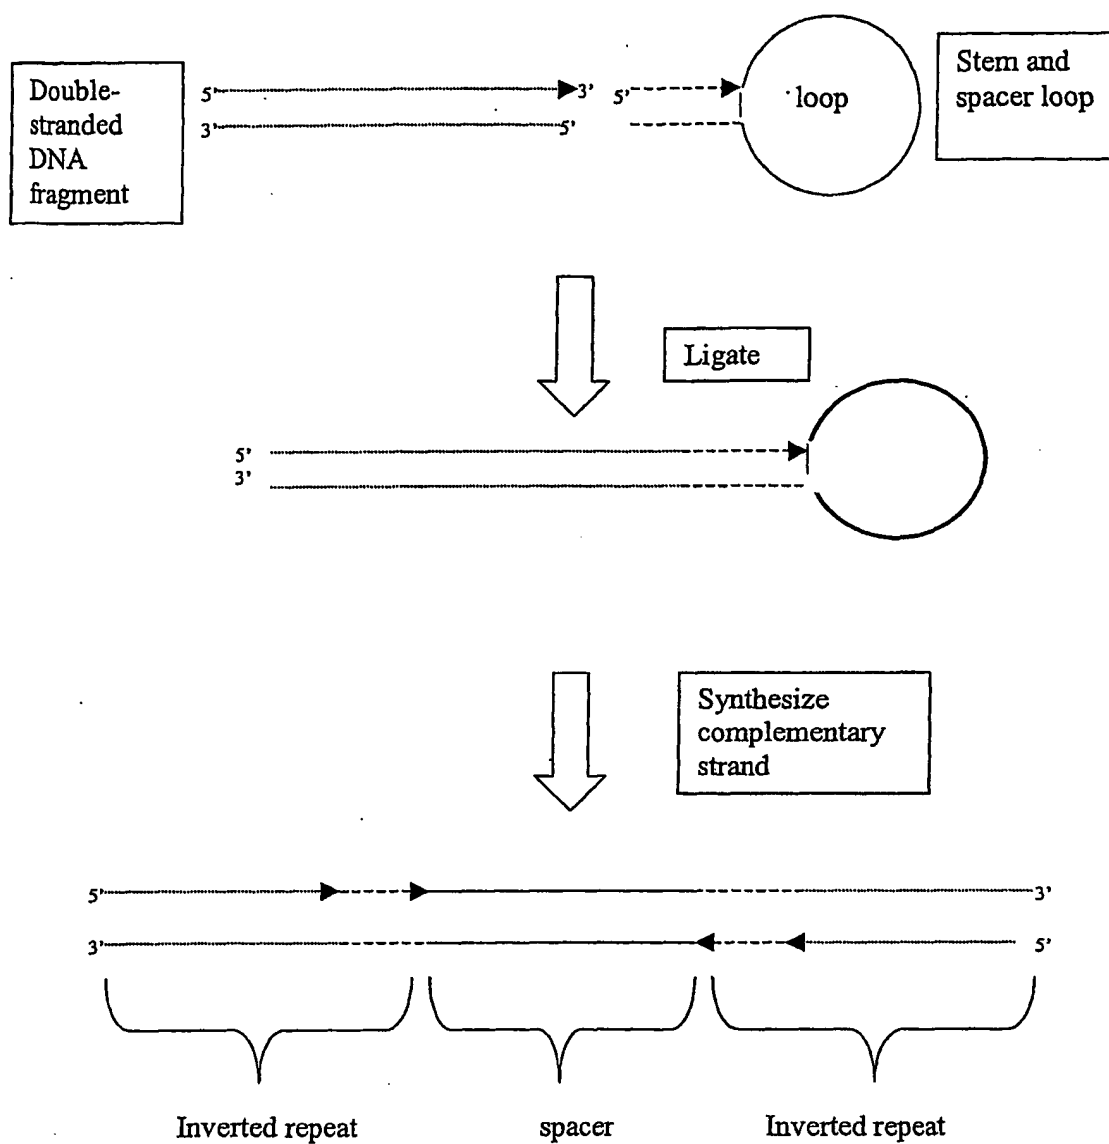 Double-
stranded
DNA
fragment
5' 3' 5'
3' 5'
loop
Stem and
spacer loop
Ligate
5'
3'
Synthesize
complementary
strand
5' 3'
3' 5'
Inverted repeat spacer Inverted repeat